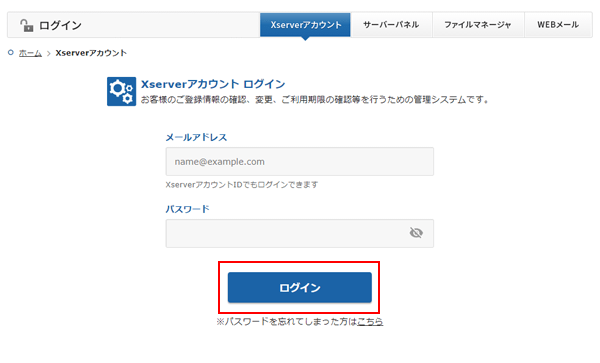 ログイン
Xserverアカウント
サーバーパネル
ファイルマネージャ
WEBメール
ホーム > Xserverアカウント
Xserverアカウント ログイン
お客様のご登録情報の確認、変更、ご利用期限の確認等を行うための管理システムです。
メールアドレス
name@example.com
XserverアカウントIDでもログインできます
パスワード
ログイン
※パスワードを忘れてしまった方はこちら